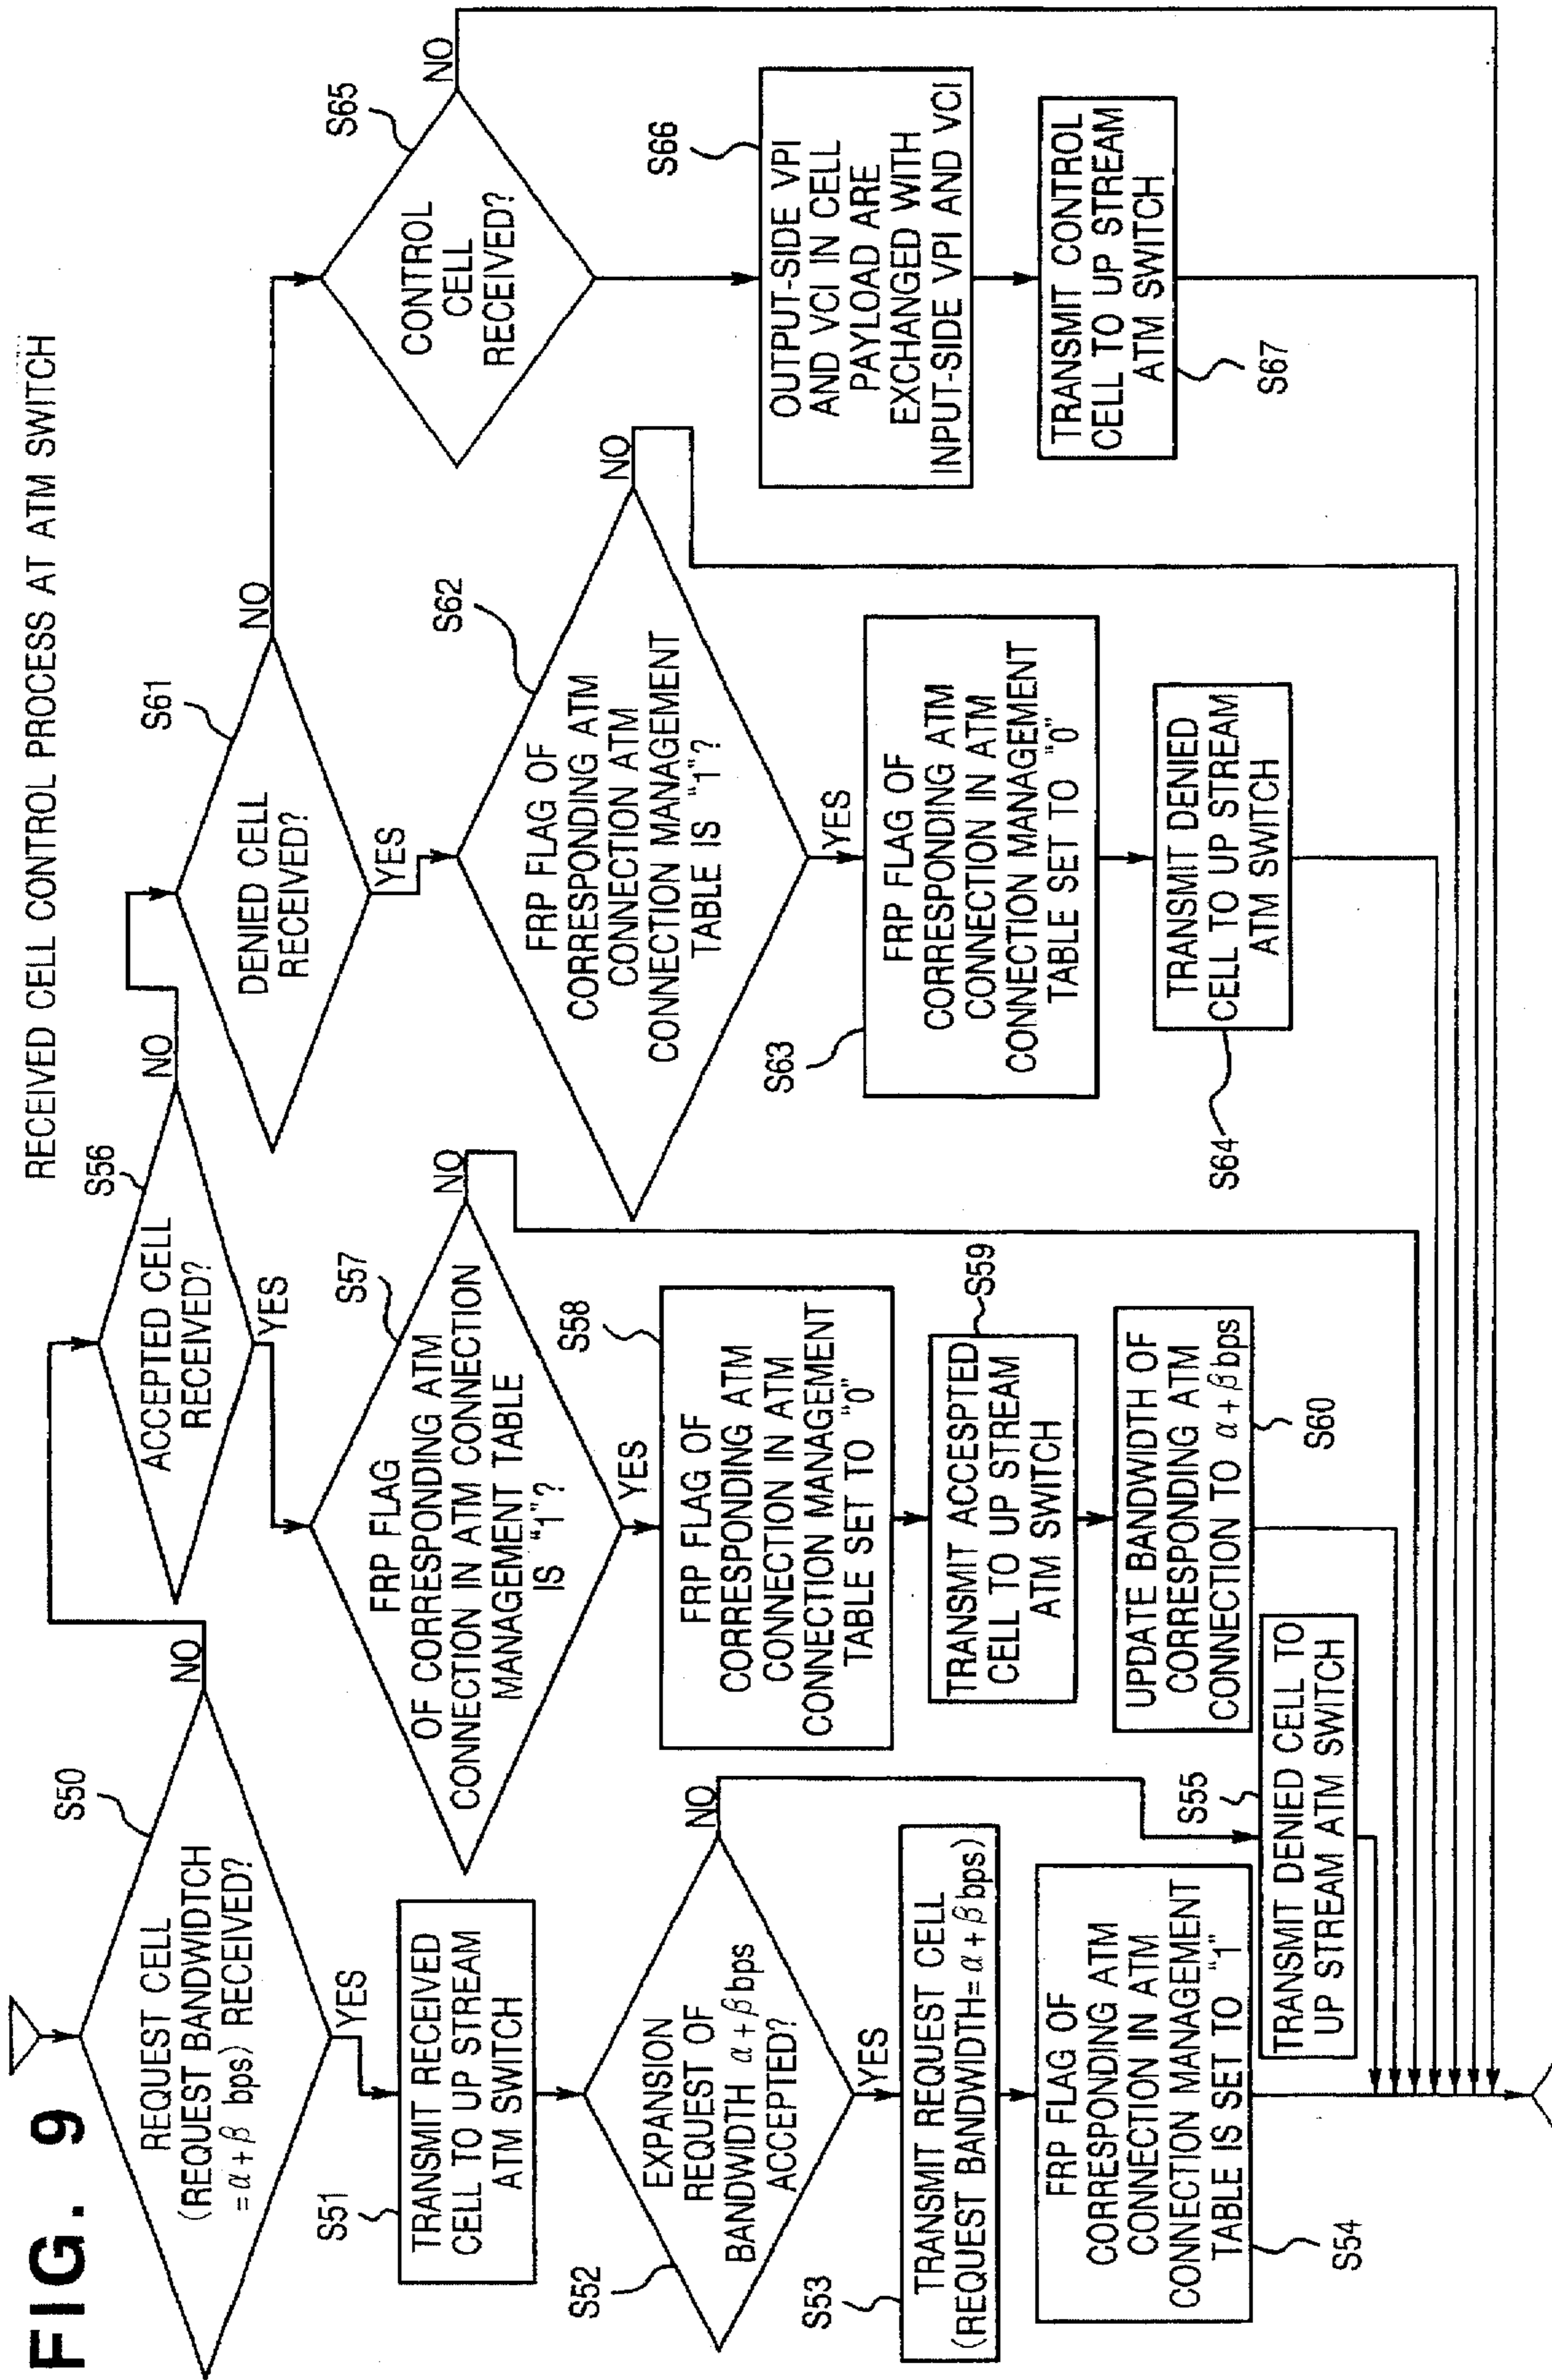 FIG. 9
RECEIVED CELL CONTROL PROCESS AT ATM SWITCH
S50
REQUEST CELL
(REQUEST BANDWIDTCH
=α+β bps) RECEIVED?
NO
YES
S51
TRANSMIT RECEIVED
CELL TO UP STREAM
ATM SWITCH
S52
EXPANSION
REQUEST OF
BANDWIDTH α+β bps
ACCEPTED?
NO
YES
S53
TRANSMIT REQUEST CELL
(REQUEST BANDWIDTH=α+β bps)
FRP FLAG OF
CORRESPONDING ATM
CONNECTION IN ATM
CONNECTION MANAGEMENT
TABLE IS SET TO "1"
S54
S55
TRANSMIT DENIED CELL TO
UP STREAM ATM SWITCH
S56
ACCEPTED CELL
RECEIVED?
NO
YES
S57
FRP FLAG
OF CORRESPONDING ATM
CONNECTION IN ATM CONNECTION
MANAGEMENT TABLE
IS "1"?
NO
YES
S58
FRP FLAG OF
CORRESPONDING ATM
CONNECTION IN ATM
CONNECTION MANAGEMENT
TABLE SET TO "0"
S59
TRANSMIT ACCESPTED
CELL TO UP STREAM
ATM SWITCH
UPDATE BANDWIDTH OF
CORRESPONDING ATM
CONNECTION TO α+β bps
S60
S61
DENIED CELL
RECEIVED?
NO
YES
S62
FRP FLAG OF
CORRESPONDING ATM
CONNECTION ATM
CONNECTION MANAGEMENT
TABLE IS "1"?
NO
YES
S63
FRP FLAG OF
CORRESPONDING ATM
CONNECTION IN ATM
CONNECTION MANAGEMENT
TABLE SET TO "0"
TRANSMIT DENIED
CELL TO UP STREAM
ATM SWITCH
S64
S65
CONTROL
CELL
RECEIVED?
NO
S66
OUTPUT-SIDE VPI
AND VCI IN CELL
PAYLOAD ARE
EXCHANGED WITH
INPUT-SIDE VPI AND VCI
TRANSMIT CONTROL
CELL TO UP STREAM
ATM SWITCH
S67